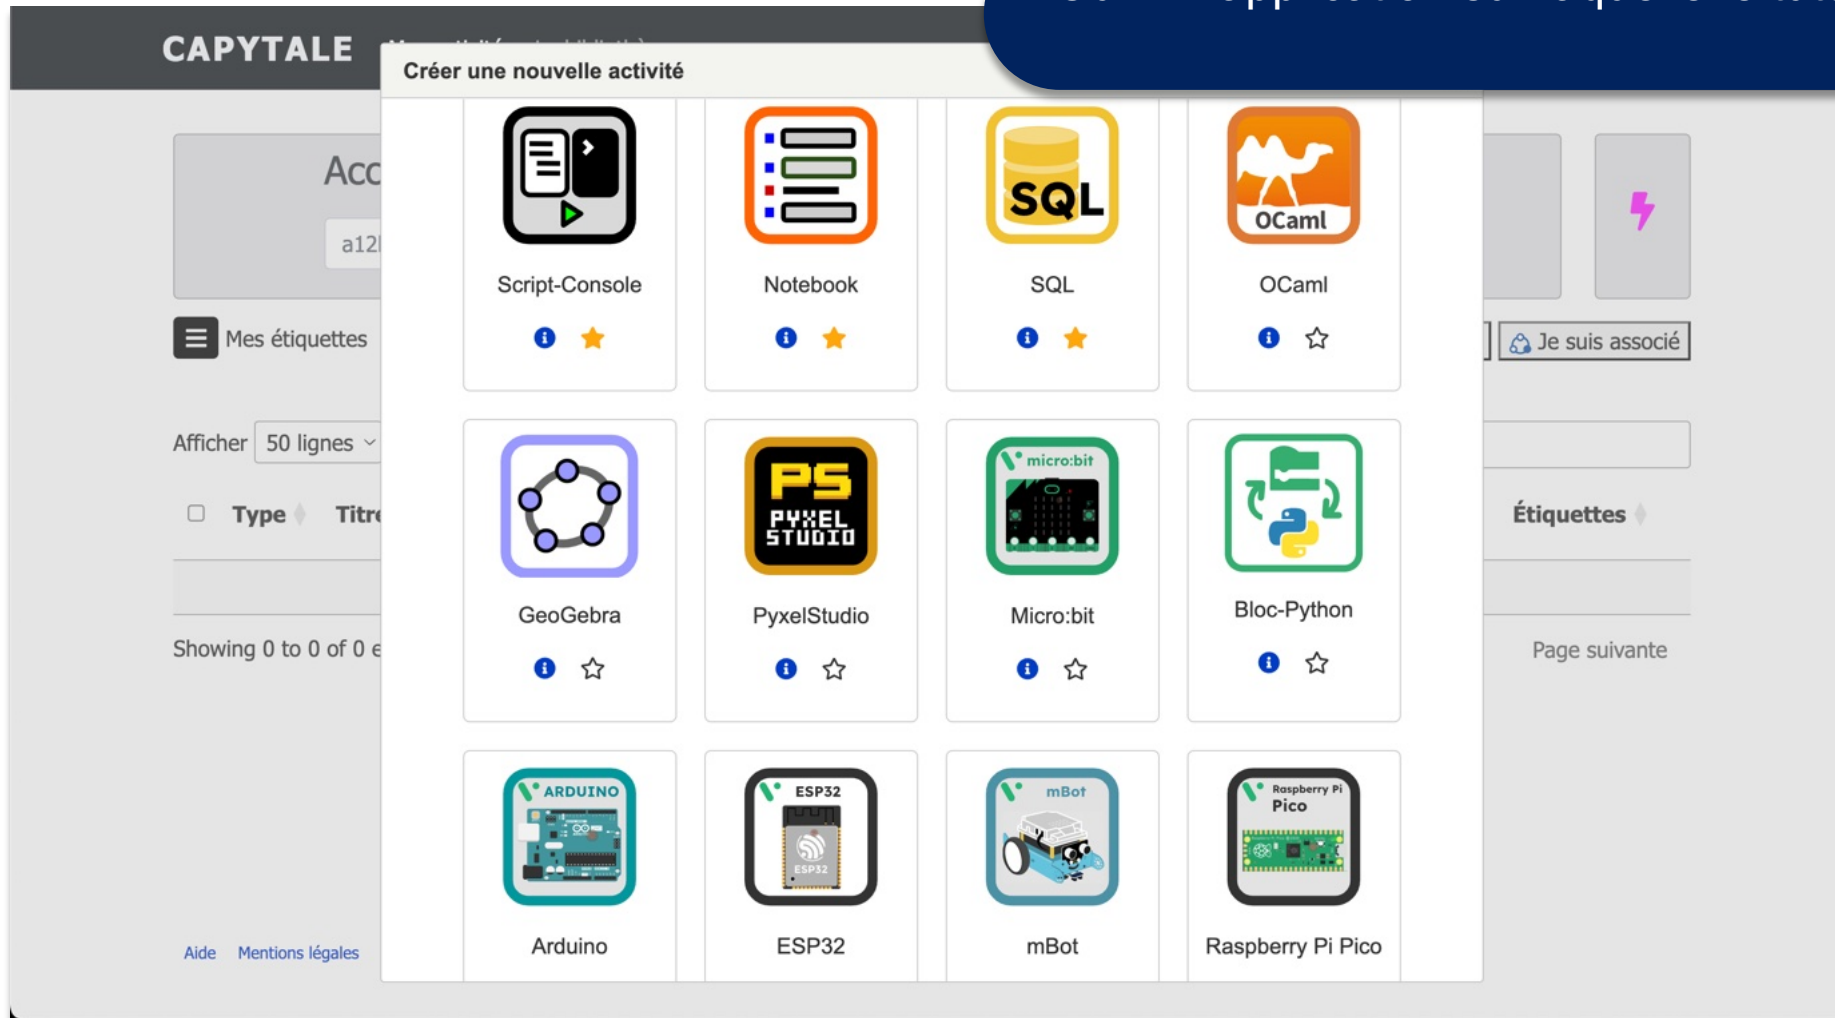 CAPYTALE
Créer une nouvelle activité
SQL
OCaml
Script-Console
Notebook
SQL
OCaml
a12
Mes étiquettes
Je suis associé
Afficher 50 lignes
micro:bit
PS
PYXEL
STUDIO
Type
Étiquettes
GeoGebra
PyxelStudio
Micro:bit
Bloc-Python
Showing 0 to 0 of 0
Page suivante
ARDUINO
ESP32
mBot
Raspberry Pi
Pico
ESP32
Arduino
ESP32
mBot
Raspberry Pi Pico
Aide
Mentions légales